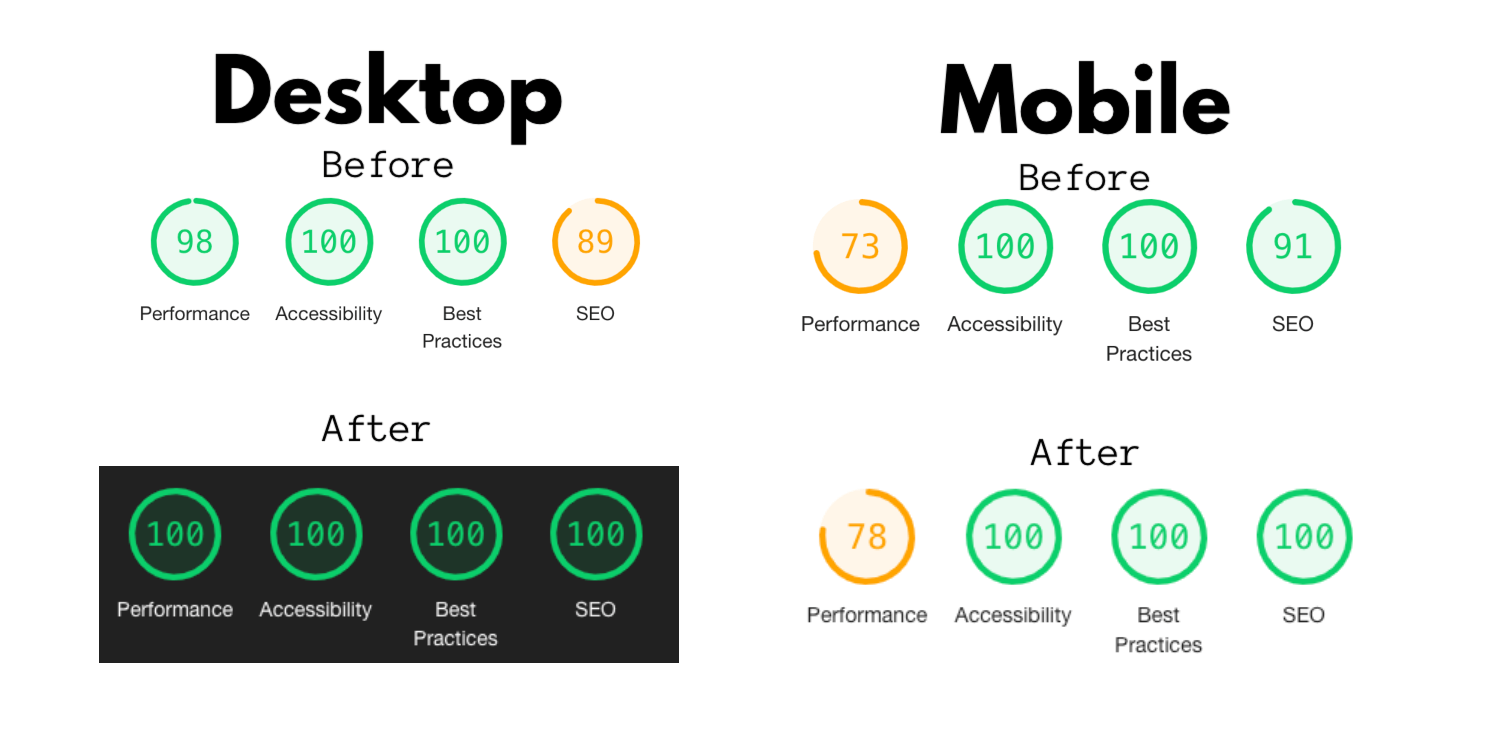 Desktop
Before
98
100
100
89
Performance
Accessibility
Best
Practices
SEO
After
100
100
100
100
Performance
Accessibility
Best
Practices
SEO
Mobile
Before
73
100
100
91
Performance
Accessibility
Best
Practices
SEO
After
78
100
100
100
Performance
Accessibility
Best
Practices
SEO